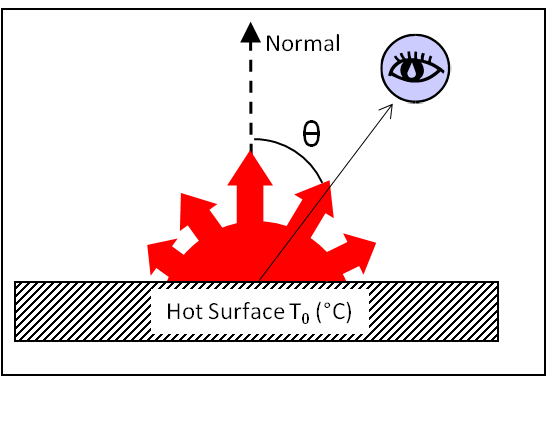 Normal
θ
Hot Surface T₀ (°C)